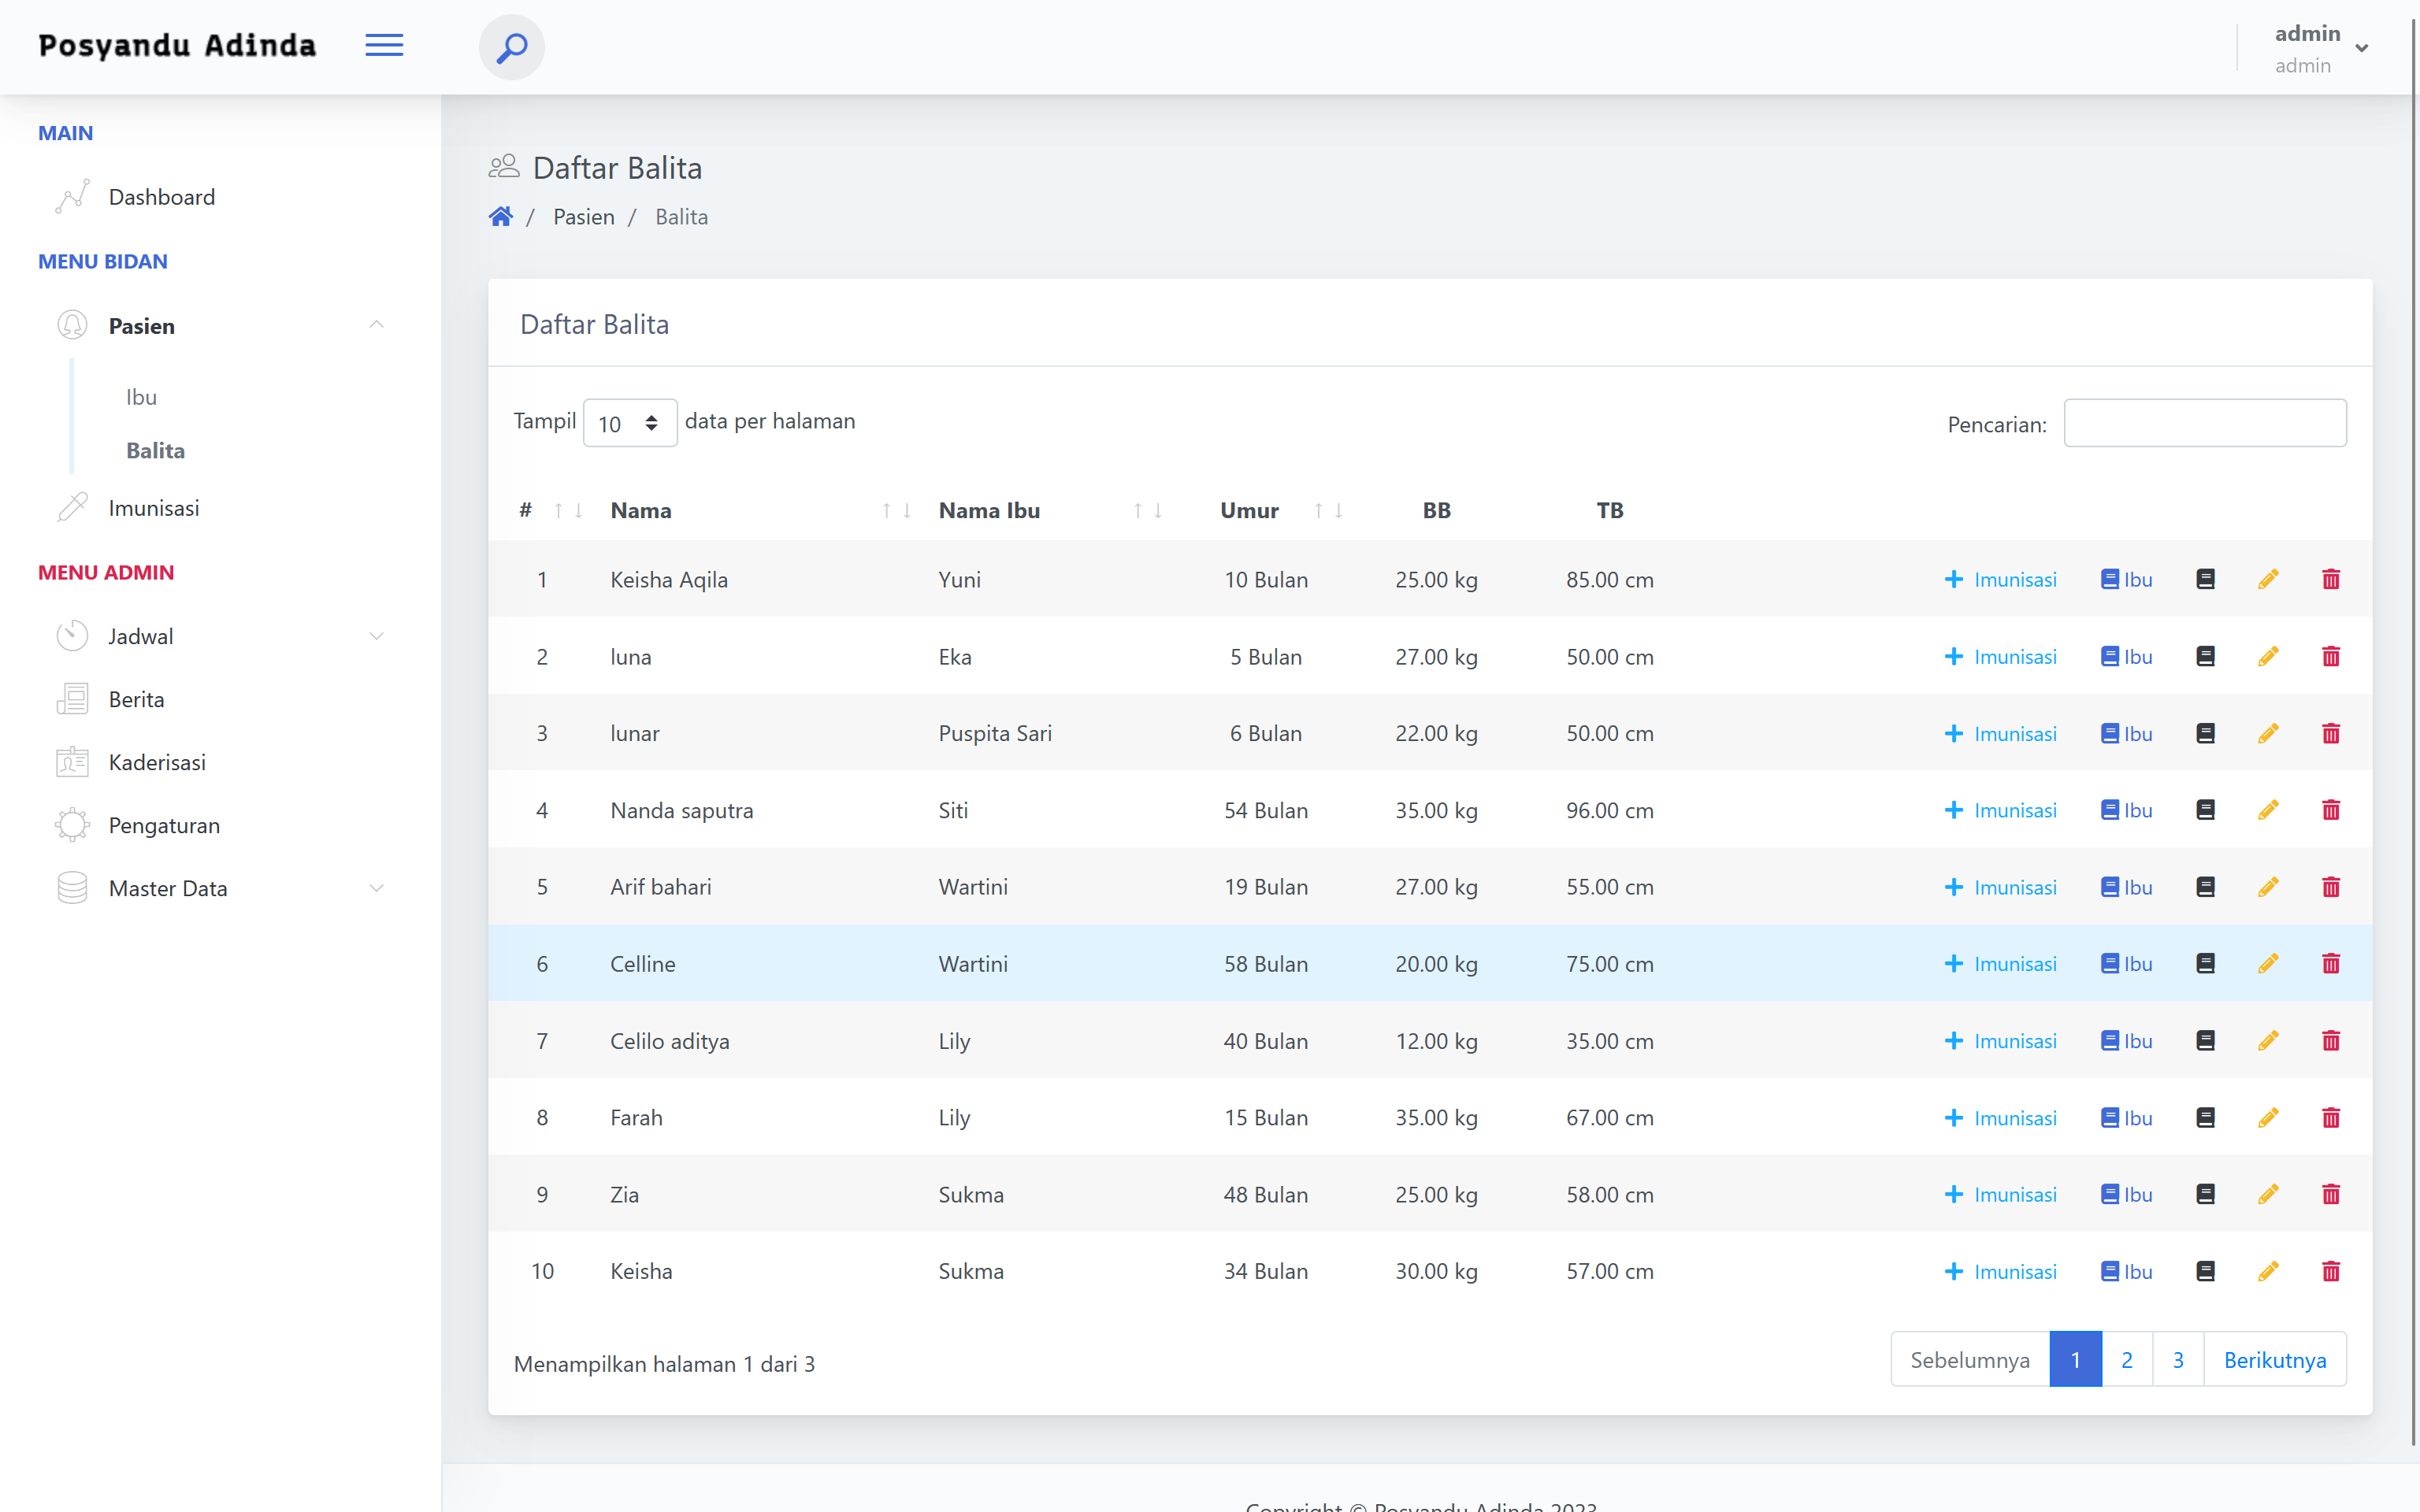 Posyandu Adinda
admin
admin
MAIN
Dashboard
MENU BIDAN
Pasien
Ibu
Balita
Imunisasi
MENU ADMIN
Jadwal
Berita
Kaderisasi
Pengaturan
Master Data
Daftar Balita
/ Pasien / Balita
Daftar Balita
Tampil 10 data per halaman
Pencarian:
# Nama Nama Ibu Umur BB TB
1 Keisha Aqila Yuni 10 Bulan 25.00 kg 85.00 cm Imunisasi Ibu
2 luna Eka 5 Bulan 27.00 kg 50.00 cm Imunisasi Ibu
3 lunar Puspita Sari 6 Bulan 22.00 kg 50.00 cm Imunisasi Ibu
4 Nanda saputra Siti 54 Bulan 35.00 kg 96.00 cm Imunisasi Ibu
5 Arif bahari Wartini 19 Bulan 27.00 kg 55.00 cm Imunisasi Ibu
6 Celline Wartini 58 Bulan 20.00 kg 75.00 cm Imunisasi Ibu
7 Celilo aditya Lily 40 Bulan 12.00 kg 35.00 cm Imunisasi Ibu
8 Farah Lily 15 Bulan 35.00 kg 67.00 cm Imunisasi Ibu
9 Zia Sukma 48 Bulan 25.00 kg 58.00 cm Imunisasi Ibu
10 Keisha Sukma 34 Bulan 30.00 kg 57.00 cm Imunisasi Ibu
Menampilkan halaman 1 dari 3
Sebelumnya 1 2 3 Berikutnya
Copyright © Posyandu Adinda 2023